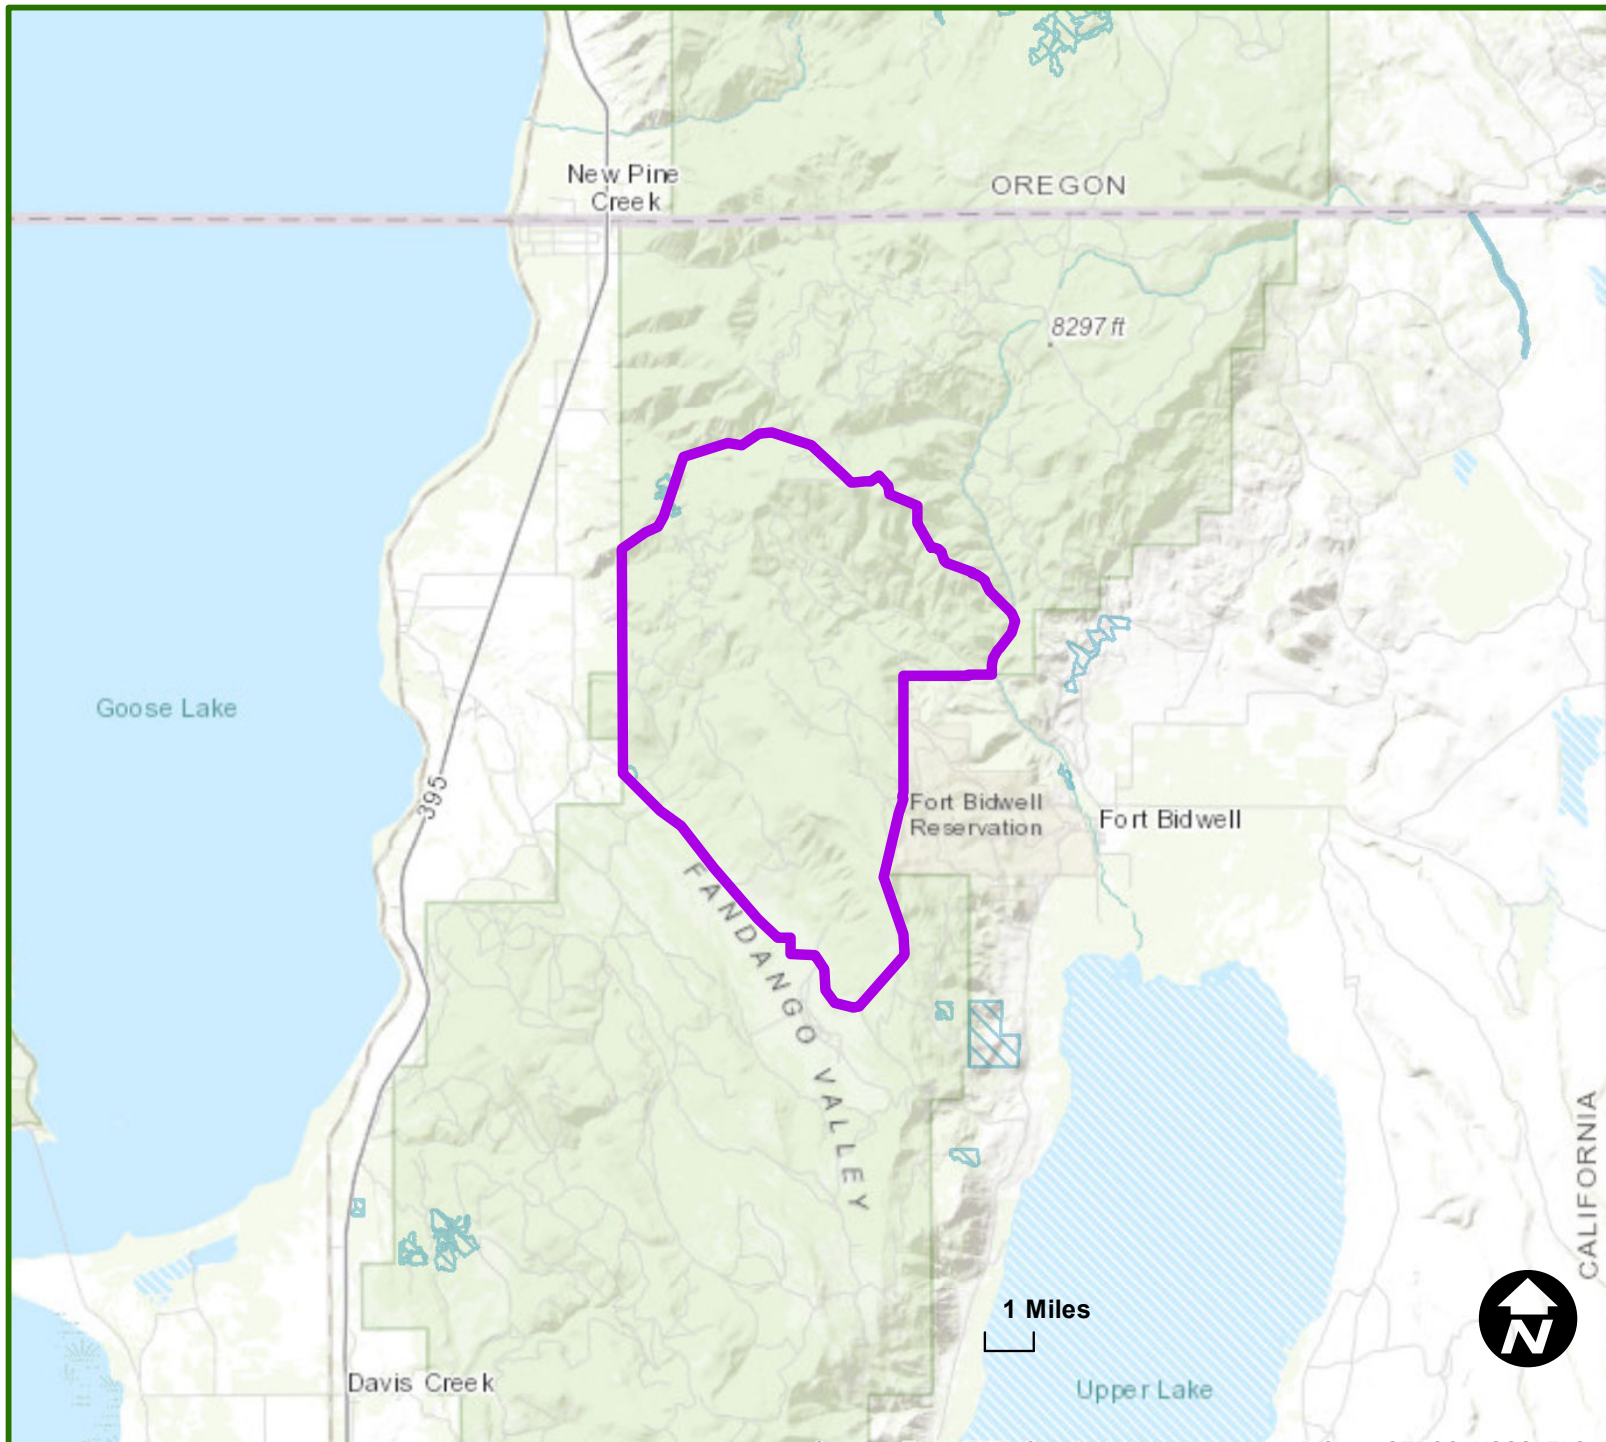 New Pine
Creek
OREGON
8297 ft
Goose Lake
395
Fort Bidwell
Reservation
Fort Bidwell
FANDANGO VALLEY
CALIFORNIA
1 Miles
N
Davis Creek
Upper Lake